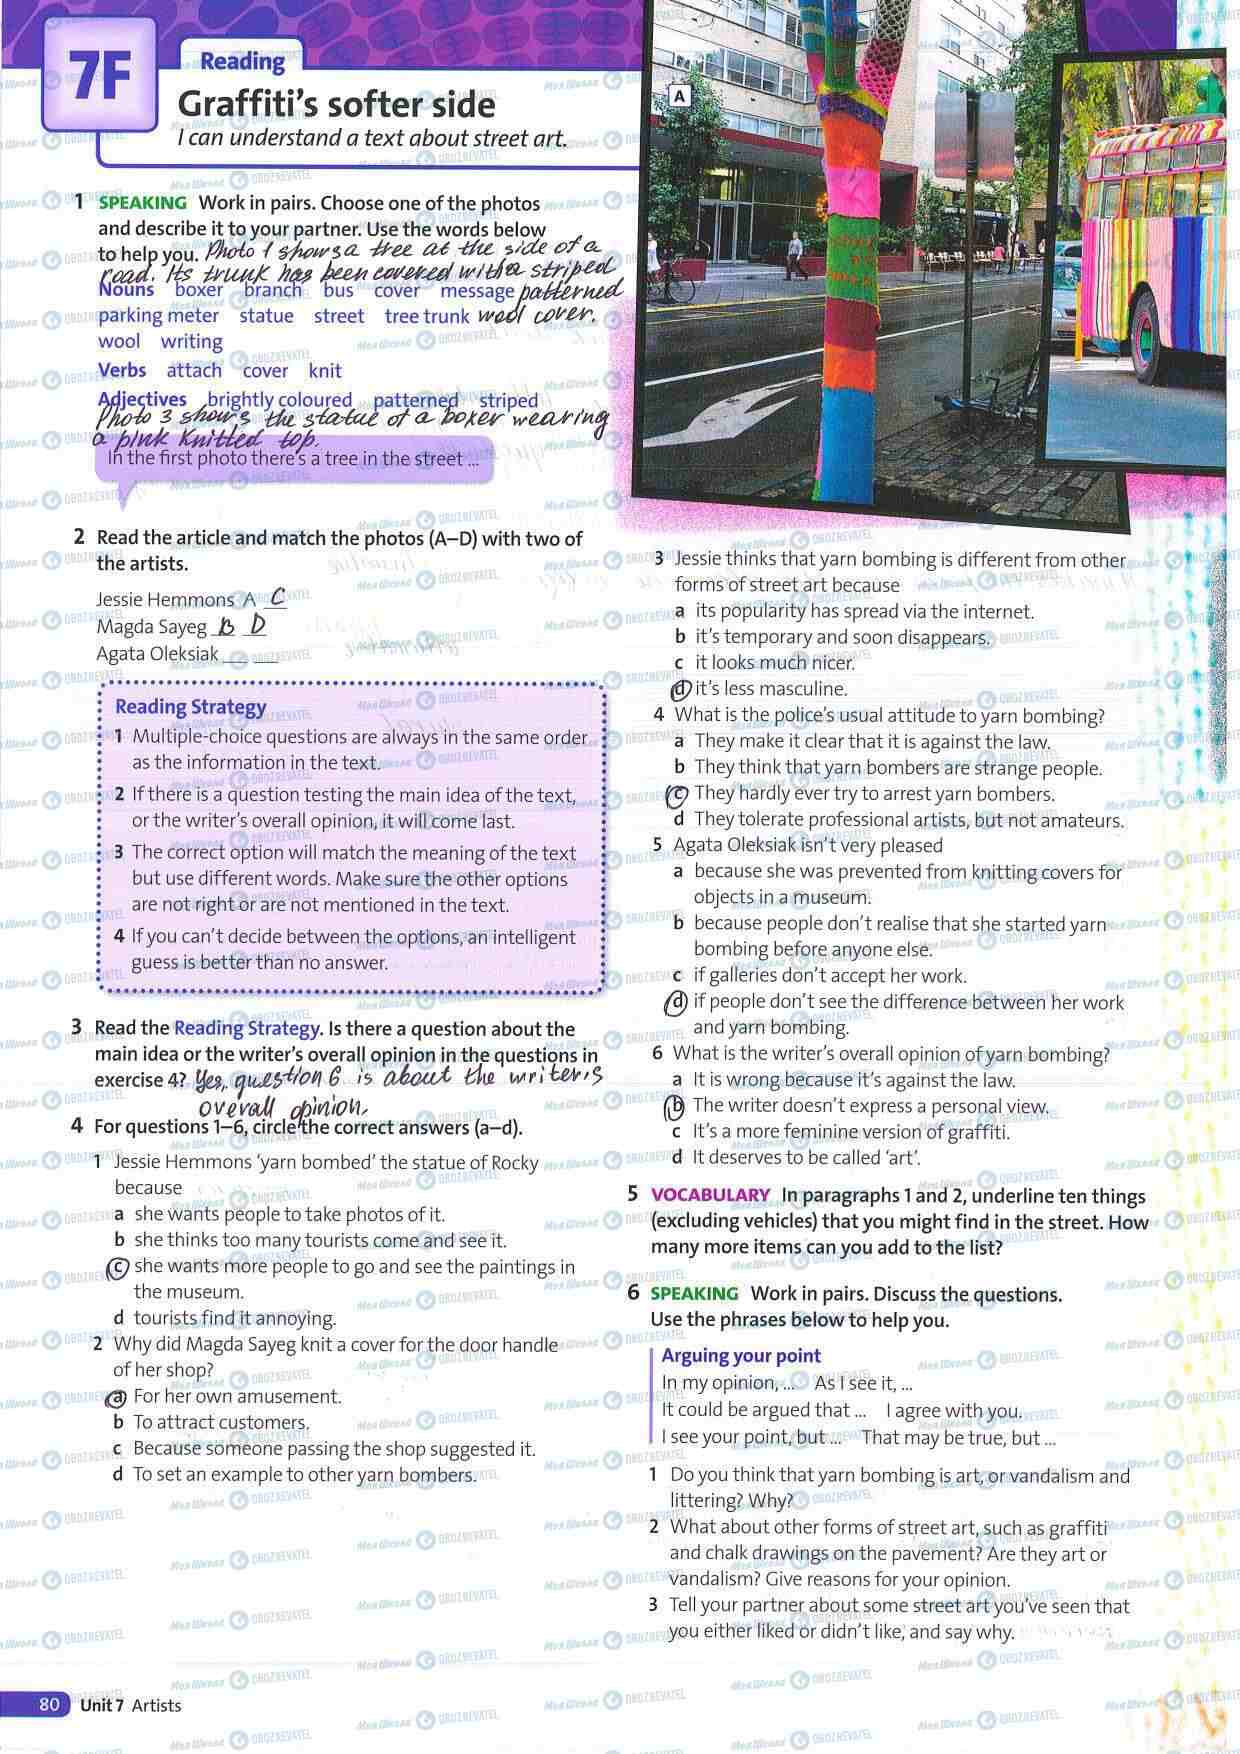 7F
Reading
Graffiti's softer side
I can understand a text about street art.
A
1 SPEAKING Work in pairs. Choose one of the photos
and describe it to your partner. Use the words below
to help you. Photo 1 shows a tree at the side of a
road. Its trunk has been covered with a striped
Nouns boxer branch bus cover message patterned
parking meter statue street tree trunk wool cover.
wool writing
Verbs attach cover knit
Adjectives brightly coloured patterned striped
Photo 3 shows the statue of a boxer wearing
a pink knitted top.
In the first photo there's a tree in the street ...
2 Read the article and match the photos (A–D) with two of
the artists.
Jessie Hemmons A C
Magda Sayeg B D
Agata Oleksiak __ __
Reading Strategy
1 Multiple-choice questions are always in the same order
as the information in the text.
2 If there is a question testing the main idea of the text,
or the writer's overall opinion, it will come last.
3 The correct option will match the meaning of the text
but use different words. Make sure the other options
are not right or are not mentioned in the text.
4 If you can't decide between the options, an intelligent
guess is better than no answer.
3 Read the Reading Strategy. Is there a question about the
main idea or the writer's overall opinion in the questions in
exercise 4? Yes, question 6 is about the writer's
overall opinion.
4 For questions 1–6, circle the correct answers (a–d).
1 Jessie Hemmons 'yarn bombed' the statue of Rocky
because
a she wants people to take photos of it.
b she thinks too many tourists come and see it.
c she wants more people to go and see the paintings in
the museum.
d tourists find it annoying.
2 Why did Magda Sayeg knit a cover for the door handle
of her shop?
a For her own amusement.
b To attract customers.
c Because someone passing the shop suggested it.
d To set an example to other yarn bombers.
3 Jessie thinks that yarn bombing is different from other
forms of street art because
a its popularity has spread via the internet.
b it's temporary and soon disappears.
c it looks much nicer.
d it's less masculine.
4 What is the police's usual attitude to yarn bombing?
a They make it clear that it is against the law.
b They think that yarn bombers are strange people.
c They hardly ever try to arrest yarn bombers.
d They tolerate professional artists, but not amateurs.
5 Agata Oleksiak isn't very pleased
a because she was prevented from knitting covers for
objects in a museum.
b because people don't realise that she started yarn
bombing before anyone else.
c if galleries don't accept her work.
d if people don't see the difference between her work
and yarn bombing.
6 What is the writer's overall opinion of yarn bombing?
a It is wrong because it's against the law.
b The writer doesn't express a personal view.
c It's a more feminine version of graffiti.
d It deserves to be called 'art'.
5 VOCABULARY In paragraphs 1 and 2, underline ten things
(excluding vehicles) that you might find in the street. How
many more items can you add to the list?
6 SPEAKING Work in pairs. Discuss the questions.
Use the phrases below to help you.
Arguing your point
In my opinion, ... As I see it, ...
It could be argued that ... I agree with you.
I see your point, but ... That may be true, but ...
1 Do you think that yarn bombing is art, or vandalism and
littering? Why?
2 What about other forms of street art, such as graffiti
and chalk drawings on the pavement? Are they art or
vandalism? Give reasons for your opinion.
3 Tell your partner about some street art you've seen that
you either liked or didn't like, and say why.
80 Unit 7 Artists